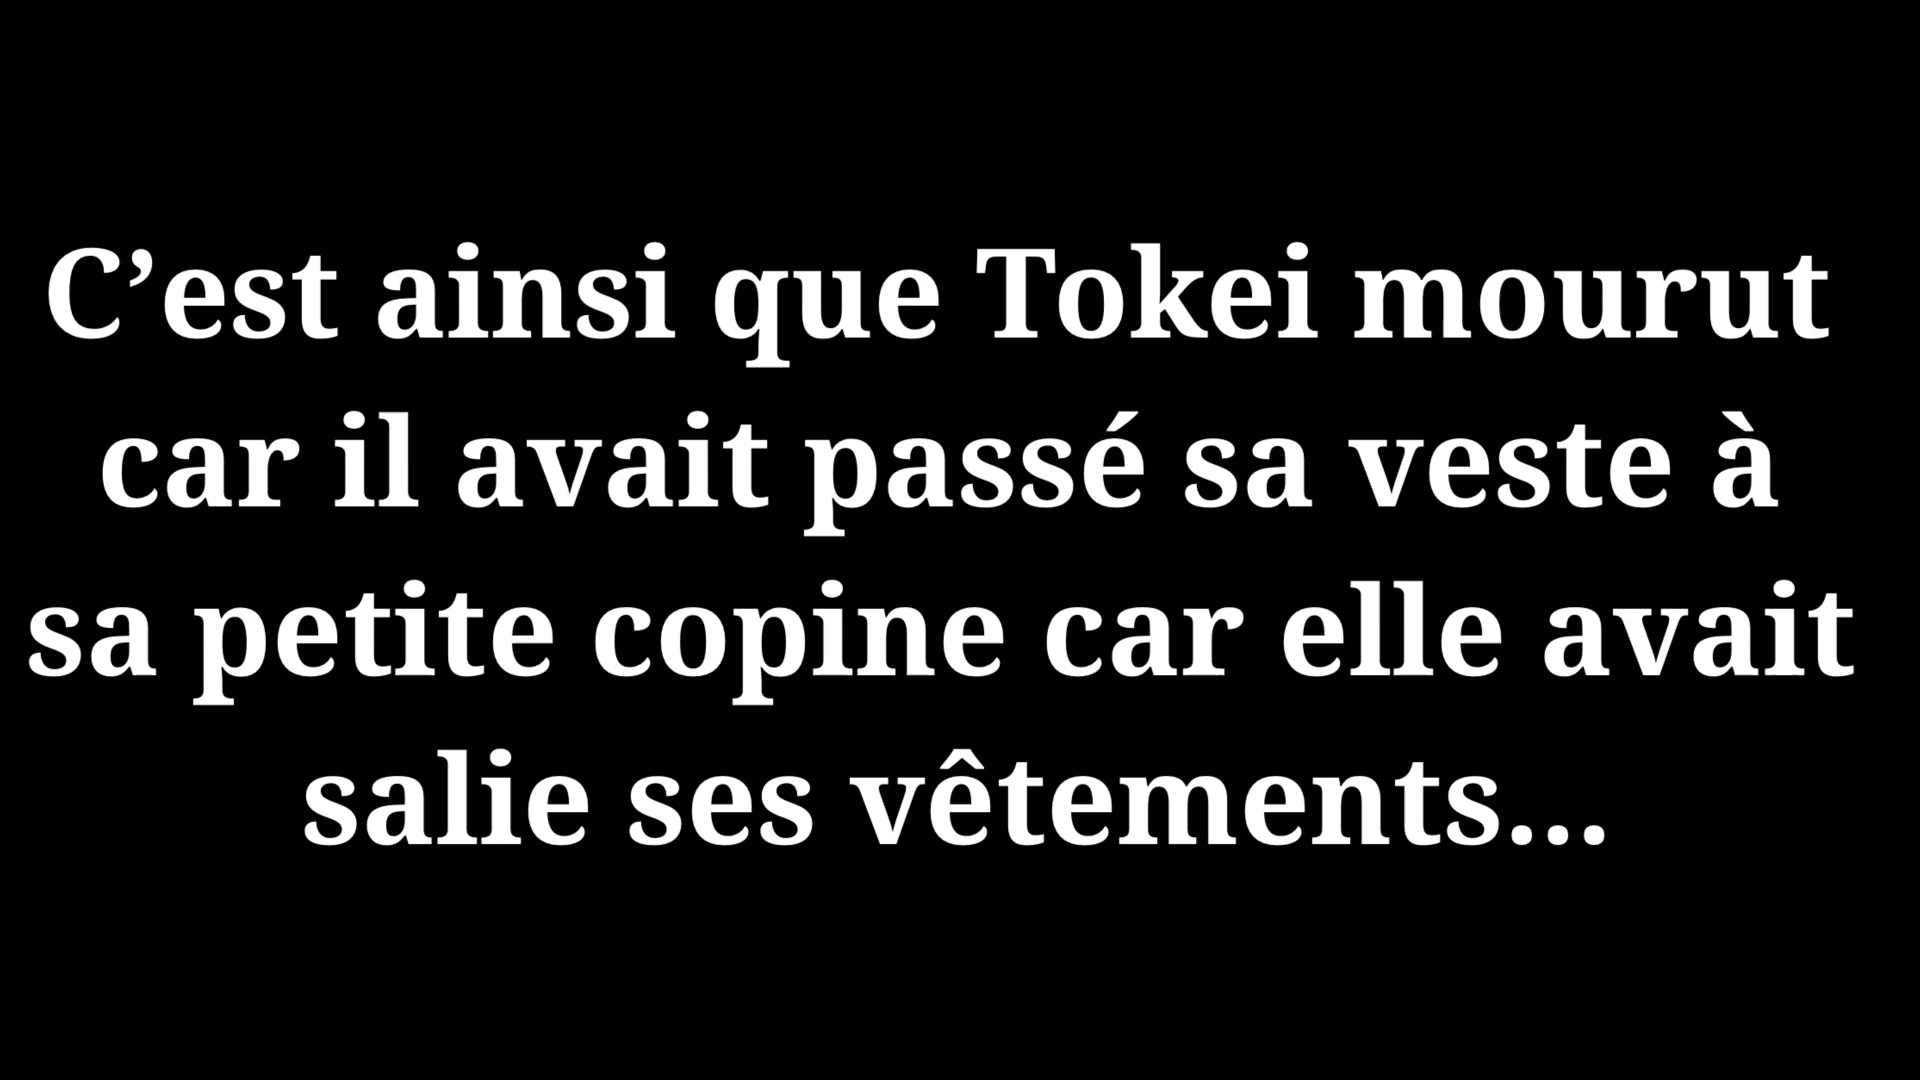 C’est ainsi que Tokei mourut
car il avait passé sa veste à
sa petite copine car elle avait
salie ses vêtements...